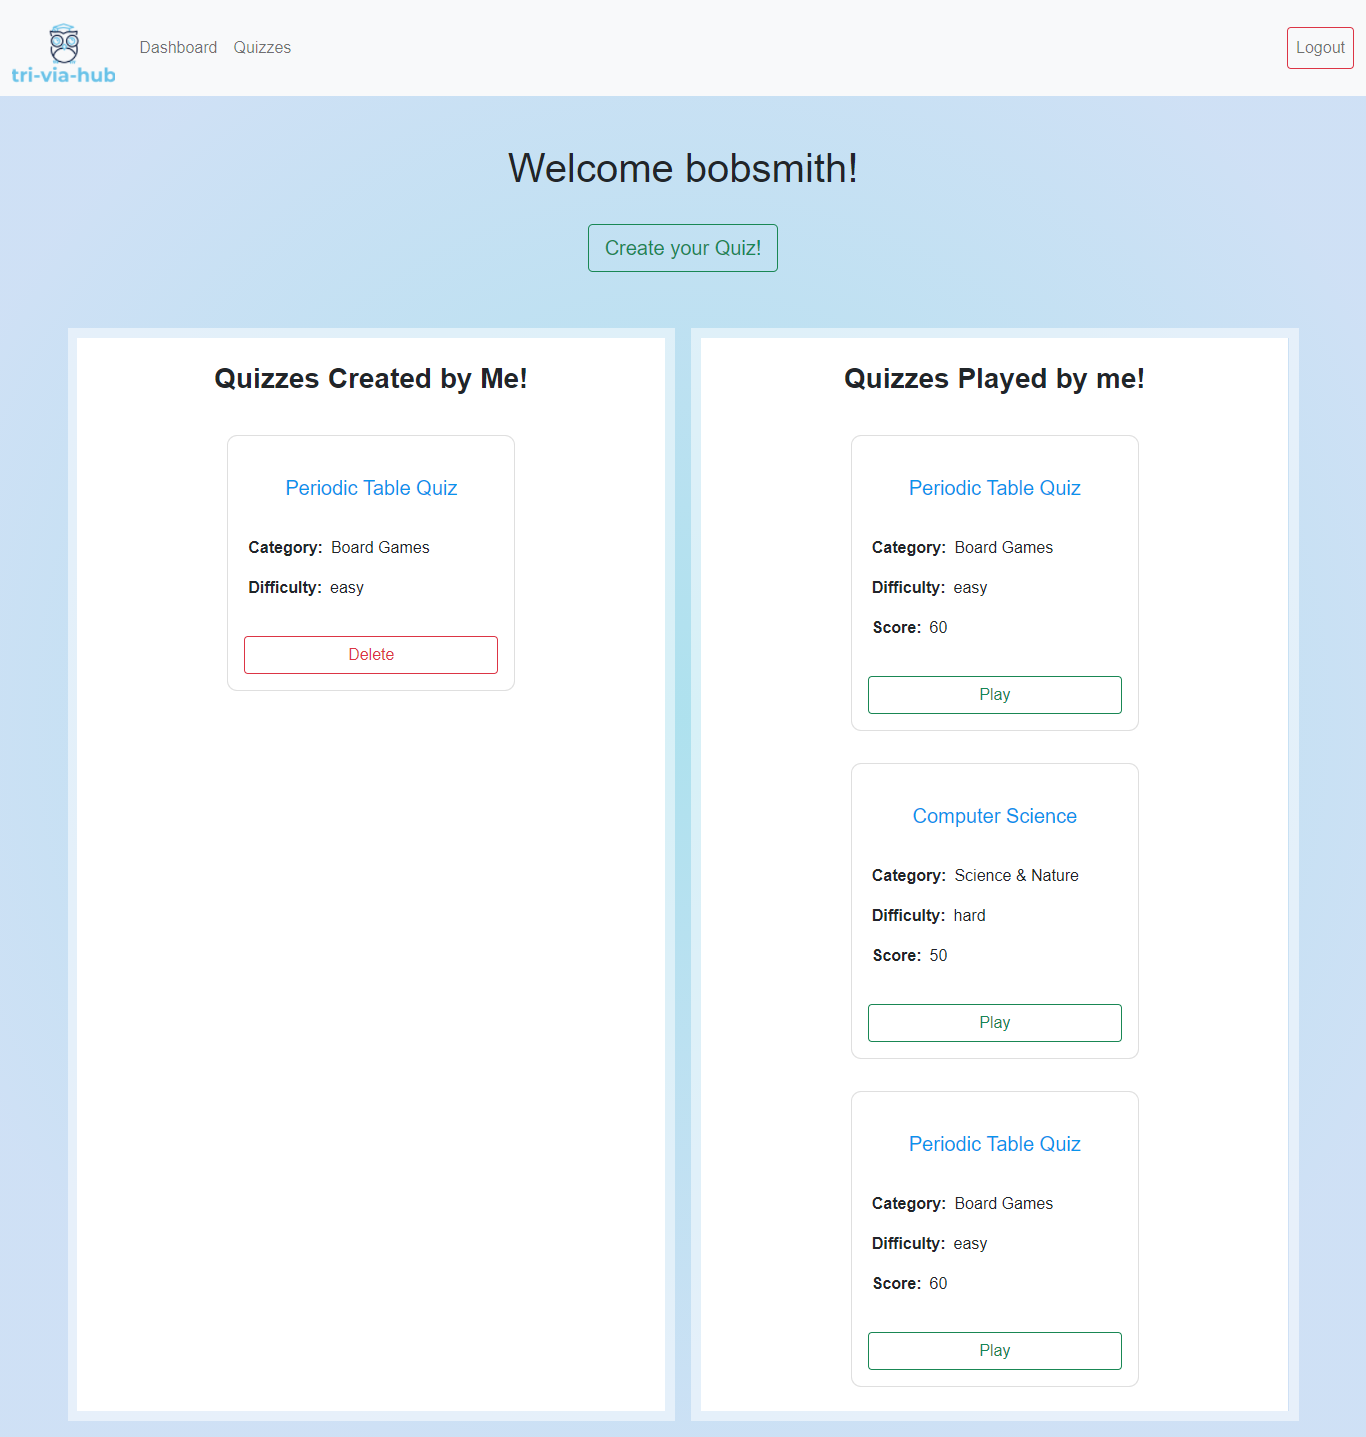 tri-via-hub
Dashboard Quizzes
Logout
Welcome bobsmith!
Create your Quiz!
Quizzes Created by Me!
Periodic Table Quiz
Category: Board Games
Difficulty: easy
Delete
Quizzes Played by me!
Periodic Table Quiz
Category: Board Games
Difficulty: easy
Score: 60
Play
Computer Science
Category: Science & Nature
Difficulty: hard
Score: 50
Play
Periodic Table Quiz
Category: Board Games
Difficulty: easy
Score: 60
Play